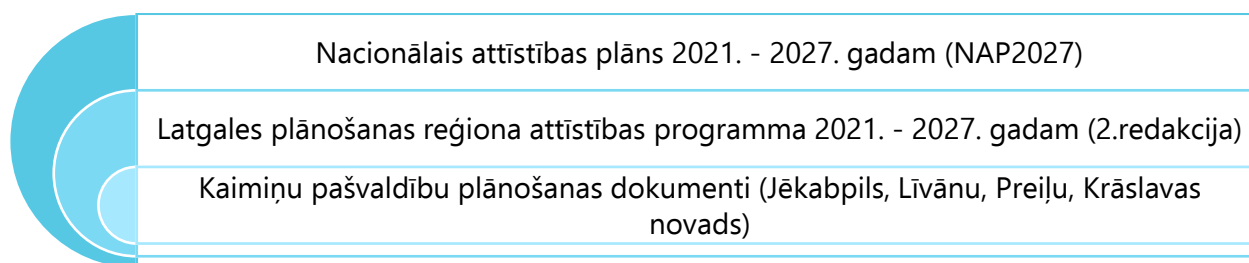 Nacionālais attīstības plāns 2021. - 2027. gadam (NAP2027)
Latgales plānošanas reģiona attīstības programma 2021. - 2027. gadam (2.redakcija)
Kaimiņu pašvaldību plānošanas dokumenti (Jēkabpils, Līvānu, Preiļu, Krāslavas
novads)